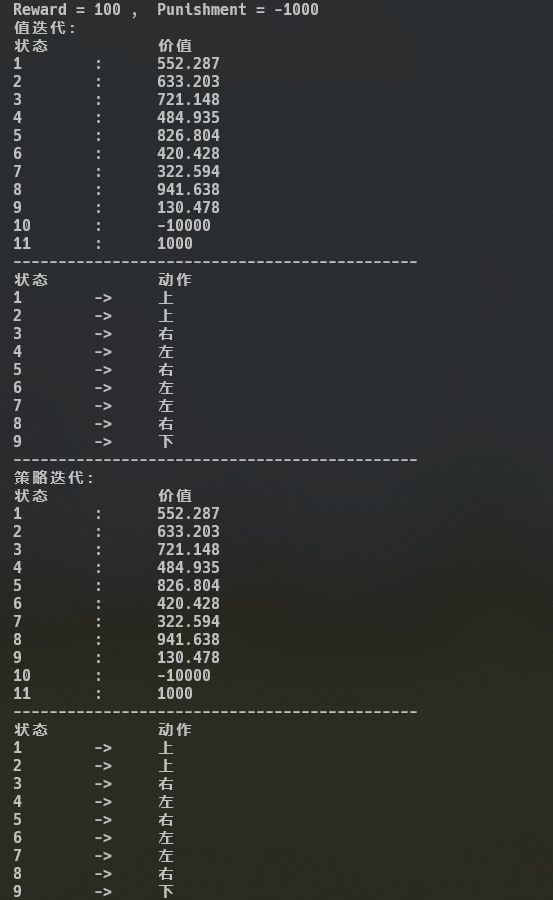 Reward = 100 ,  Punishment = -1000
值迭代:
状态 价值
1 : 552.287
2 : 633.203
3 : 721.148
4 : 484.935
5 : 826.804
6 : 420.428
7 : 322.594
8 : 941.638
9 : 130.478
10 : -10000
11 : 1000
---------------------------------------------
状态 动作
1 -> 上
2 -> 上
3 -> 右
4 -> 左
5 -> 右
6 -> 左
7 -> 左
8 -> 右
9 -> 下
---------------------------------------------
策略迭代:
状态 价值
1 : 552.287
2 : 633.203
3 : 721.148
4 : 484.935
5 : 826.804
6 : 420.428
7 : 322.594
8 : 941.638
9 : 130.478
10 : -10000
11 : 1000
---------------------------------------------
状态 动作
1 -> 上
2 -> 上
3 -> 右
4 -> 左
5 -> 右
6 -> 左
7 -> 左
8 -> 右
9 -> 下